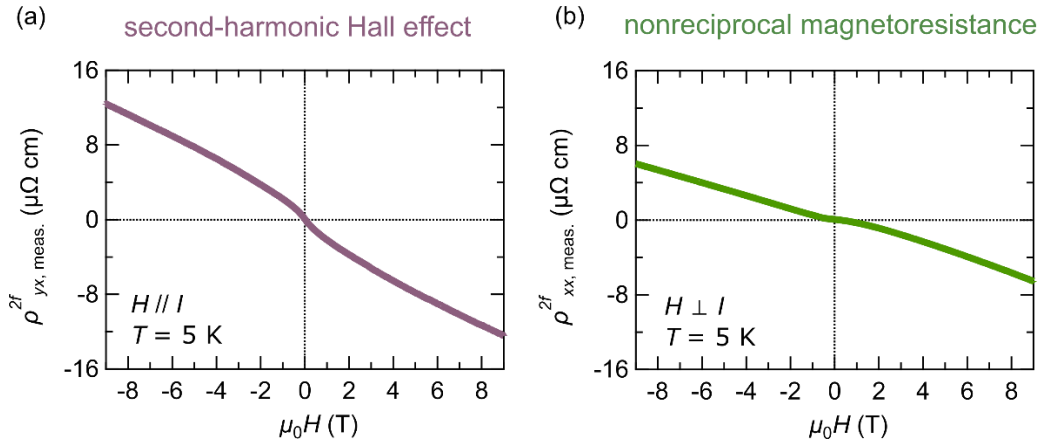 (a)
second-harmonic Hall effect
16
8
0
-8
-16
ρ²ᶠyx, meas. (μΩ cm)
H // I
T = 5 K
-8 -6 -4 -2 0 2 4 6 8
μ₀H (T)
(b)
nonreciprocal magnetoresistance
16
8
0
-8
-16
ρ²ᶠxx, meas. (μΩ cm)
H ⊥ I
T = 5 K
-8 -6 -4 -2 0 2 4 6 8
μ₀H (T)